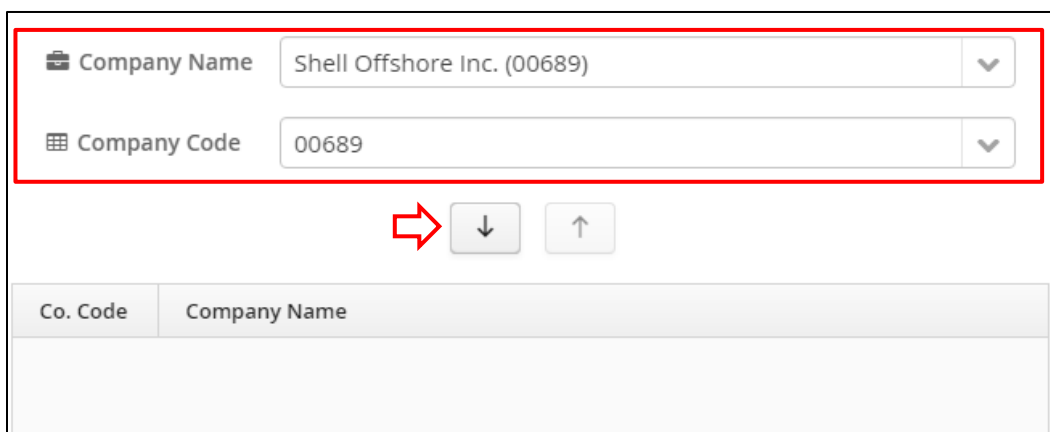 Company Name Shell Offshore Inc. (00689)
Company Code 00689
Co. Code Company Name